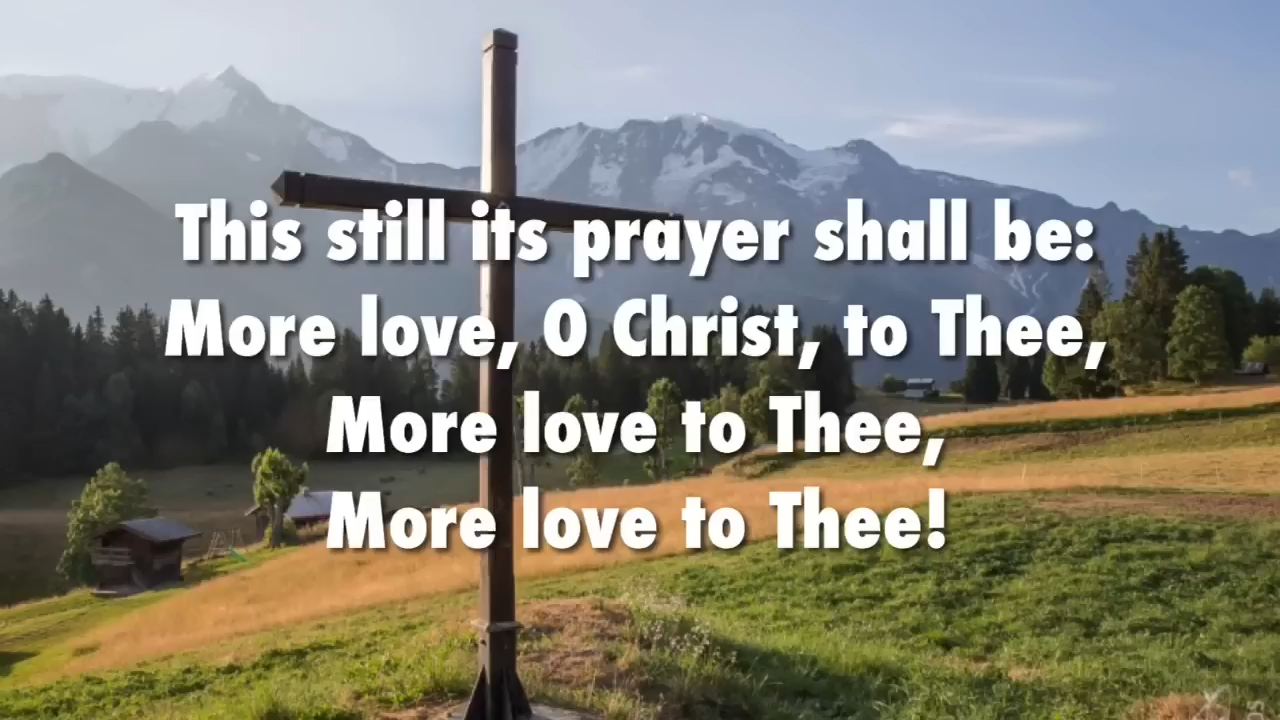 This still its prayer shall be:
More love, O Christ, to Thee,
More love to Thee,
More love to Thee!